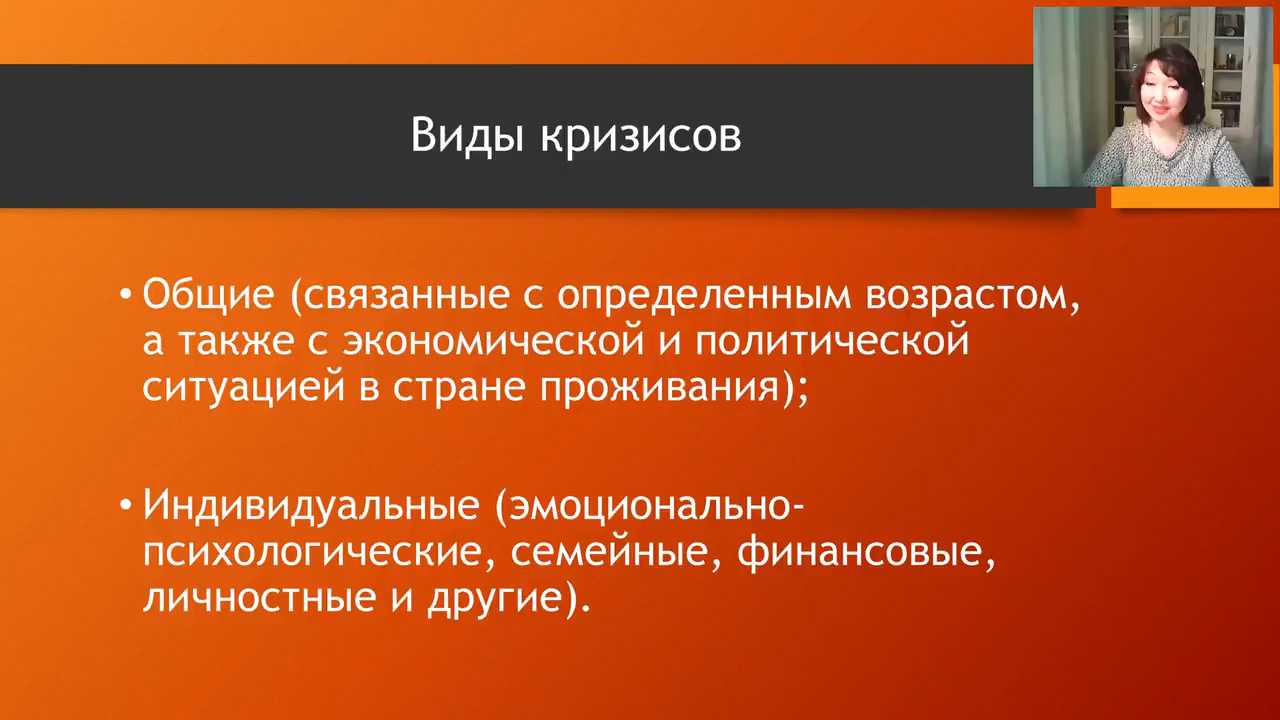 Виды кризисов
• Общие (связанные с определенным возрастом,
а также с экономической и политической
ситуацией в стране проживания);
• Индивидуальные (эмоционально-
психологические, семейные, финансовые,
личностные и другие).